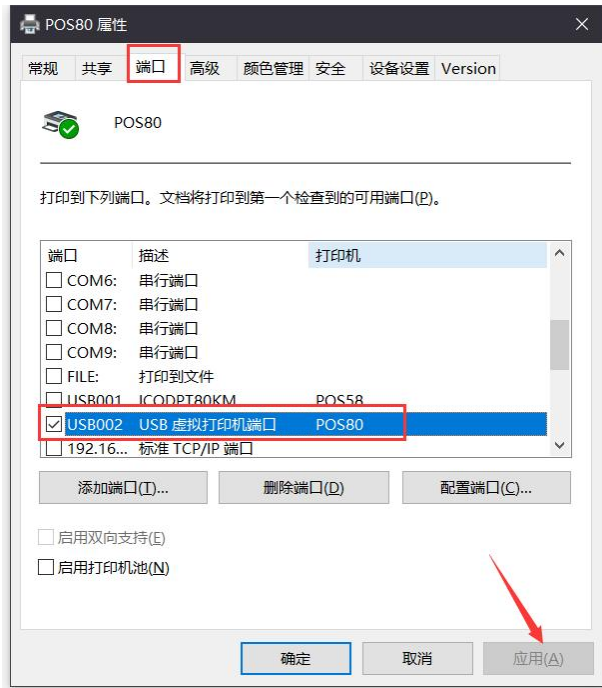 POS80 属性
常规 共享 端口 高级 颜色管理 安全 设备设置 Version
POS80
打印到下列端口。文档将打印到第一个检查到的可用端口(P)。
端口 描述 打印机
COM6: 串行端口
COM7: 串行端口
COM8: 串行端口
COM9: 串行端口
FILE: 打印到文件
USB001 ICODPT80KM POS58
USB002 USB 虚拟打印机端口 POS80
192.16... 标准 TCP/IP 端口
添加端口(T)... 删除端口(D) 配置端口(C)...
启用双向支持(E)
启用打印机池(N)
确定 取消 应用(A)